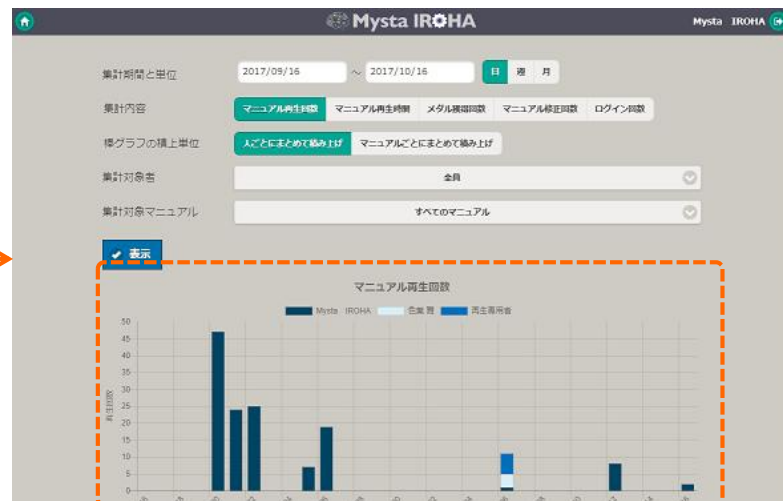 Mysta IROHA
Mysta IROHA
集計期間と単位 2017/09/16 ～ 2017/10/16 日 週 月
集計内容 マニュアル再生回数 マニュアル再生時間 メダル獲得回数 マニュアル修正回数 ログイン回数
棒グラフの積上単位 人ごとにまとめて積み上げ マニュアルごとにまとめて積み上げ
集計対象者 全員
集計対象マニュアル すべてのマニュアル
表示
マニュアル再生回数
Mysta IROHA 再生専用者
50
45
40
35
30
25
20
15
10
5
0
再生回数